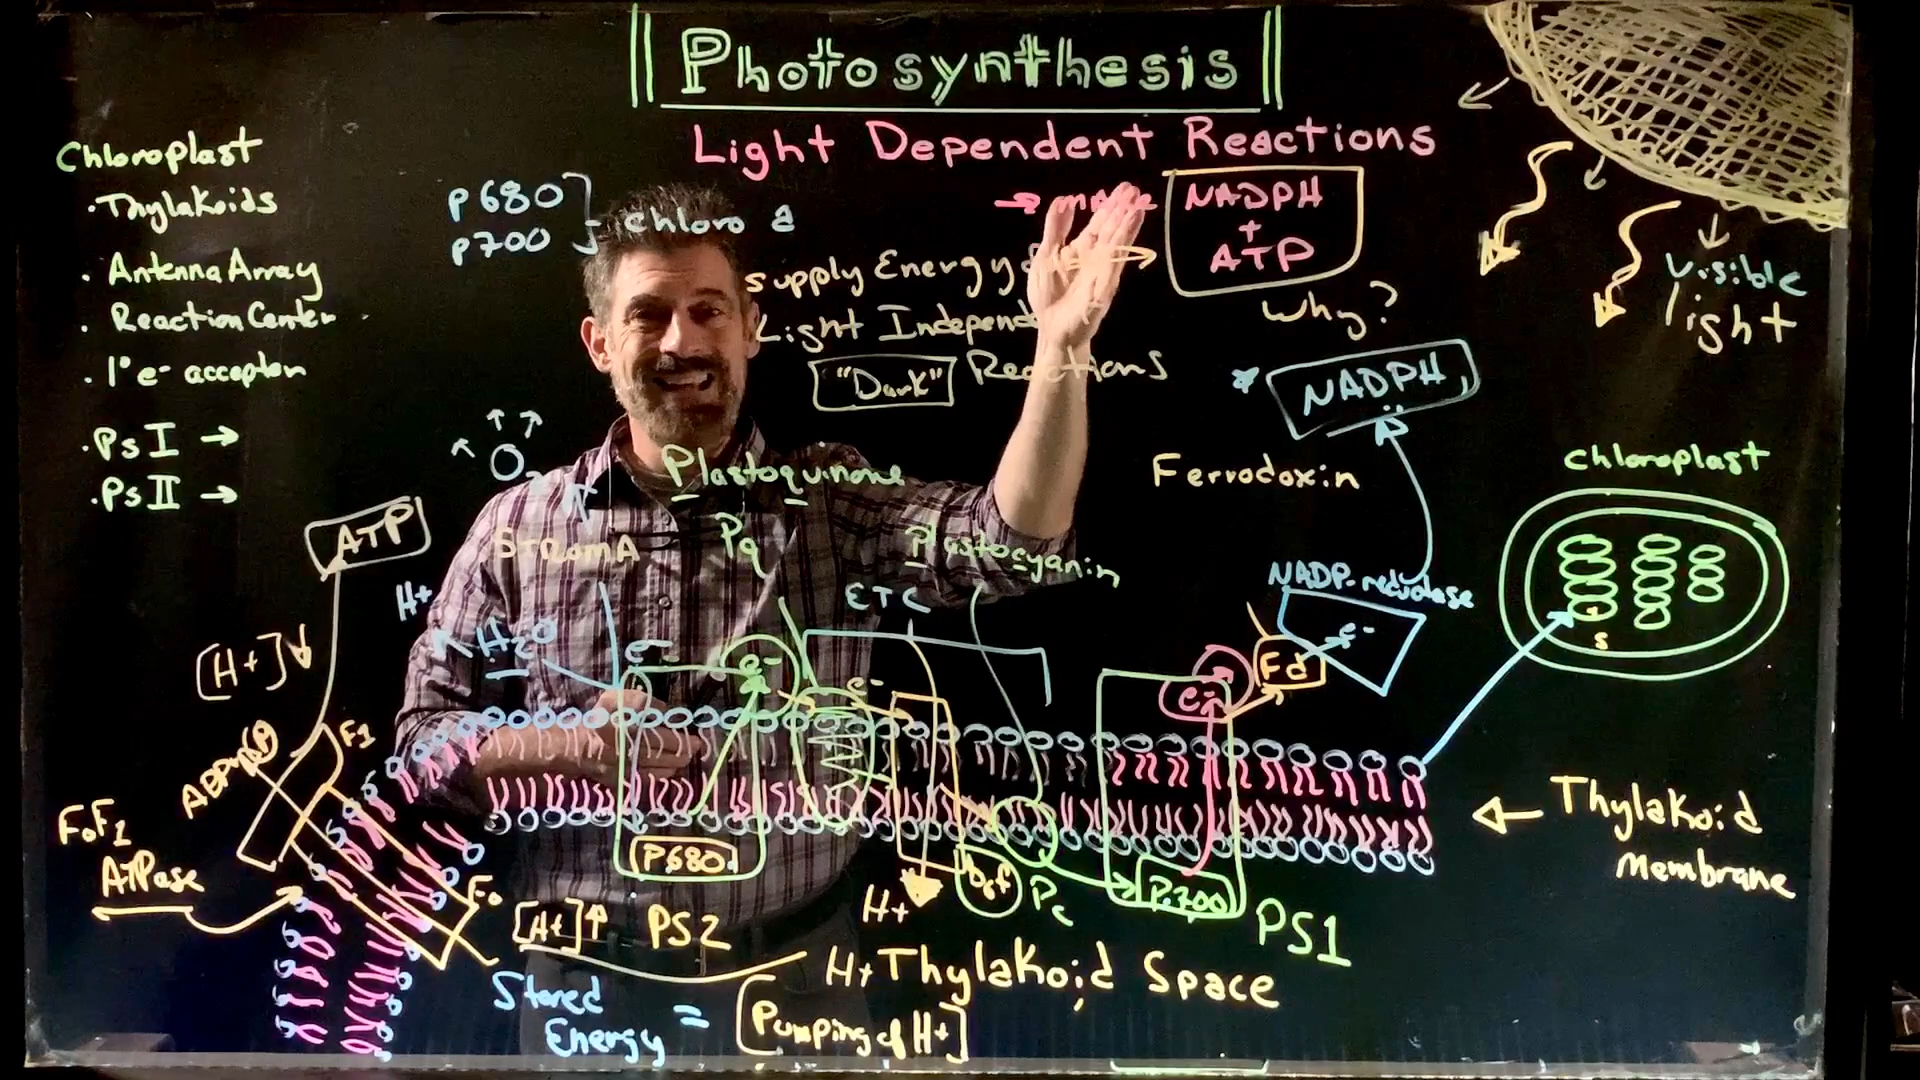 Photosynthesis
Light Dependent Reactions
Chloroplast
• Thylakoids
• Antenna Array
• Reaction Center
• 1° e- acceptor
• PS I →
• PS II →
P680
P700
chloro a
→ make
NADPH
+
ATP
Supply Energy
Light Independ
"Dark" Reactions
Why?
visible
light
* NADPH
O2
Plastoquinone
Pq
STROMA
Plastocyanin
ETC
Ferrodoxin
NADP-reductase
Chloroplast
S
ATP
H+
[H+]↓
H2O
e-
e-
e-
e-
Fd
e-
F1
Fo
FoF1
ATPase
P680
b6f
Pc
P700
H+
[H+]↑
PS2
PS1
H+ Thylakoid Space
← Thylakoid
Membrane
Stored
Energy = [Pumping of H+]